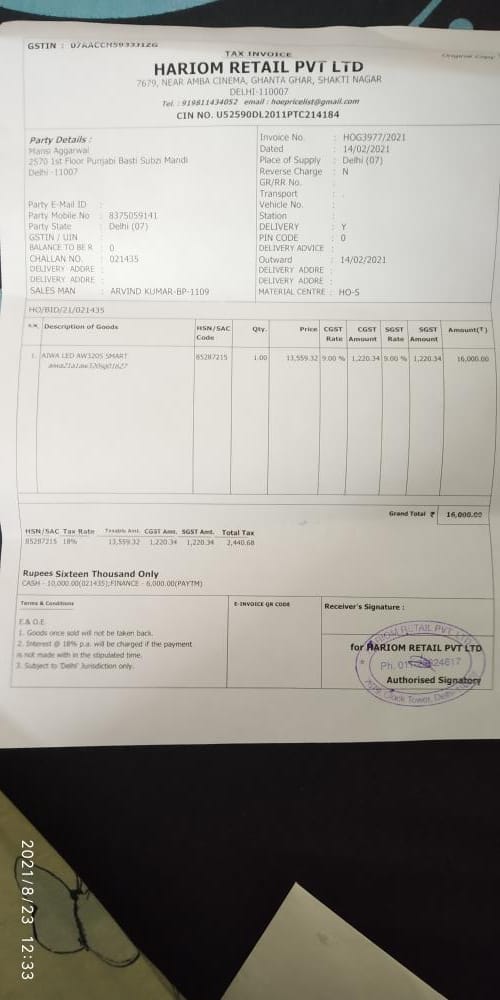 GSTIN :
Original Copy
TAX INVOICE
HARIOM RETAIL PVT LTD
7679, NEAR AMBA CINEMA, GHANTA GHAR, SHAKTI NAGAR
DELHI-110007
Tel. : 919811434052 email : hoepricelist@gmail.com
CIN NO. U52590DL2011PTC214184
Party Details :
Mansi Aggarwal
2570 1st Floor Punjabi Basti Subzi Mandi
Delhi -11007
Party E-Mail ID :
Party Mobile No : 8375059141
Party State : Delhi (07)
GSTIN / UIN :
BALANCE TO BE R : 0
CHALLAN NO. : 021435
DELIVERY ADDRE :
DELIVERY ADDRE :
SALES MAN : ARVIND KUMAR-BP-1109
Invoice No. : HOG3977/2021
Dated : 14/02/2021
Place of Supply : Delhi (07)
Reverse Charge : N
GR/RR No. :
Transport : .
Vehicle No. :
Station :
DELIVERY : Y
PIN CODE : 0
DELIVERY ADVICE :
Outward : 14/02/2021
DELIVERY ADDRE :
DELIVERY ADDRE :
MATERIAL CENTRE : HO-S
HO/BID/21/021435
S.N. Description of Goods HSN/SAC Code Qty. Price CGST Rate CGST Amount SGST Rate SGST Amount Amount(₹)
1. AIWA LED AW320S SMART 85287215 1.00 13,559.32 9.00 % 1,220.34 9.00 % 1,220.34 16,000.00
Grand Total ₹ 16,000.00
HSN/SAC Tax Rate Taxable Amt. CGST Amt. SGST Amt. Total Tax
85287215 18% 13,559.32 1,220.34 1,220.34 2,440.68
Rupees Sixteen Thousand Only
CASH - 10,000.00(021435);FINANCE - 6,000.00(PAYTM)
Terms & Conditions
E.& O.E.
1. Goods once sold will not be taken back.
2. Interest @ 18% p.a. will be charged if the payment
is not made with in the stipulated time.
3. Subject to 'Delhi' Jurisdiction only.
E-INVOICE QR CODE
Receiver's Signature :
for HARIOM RETAIL PVT LTD
HARIOM RETAIL PVT. LTD.
Ph. 011-
Clock Tower, Delhi
Authorised Signatory
2021/8/23 12:33